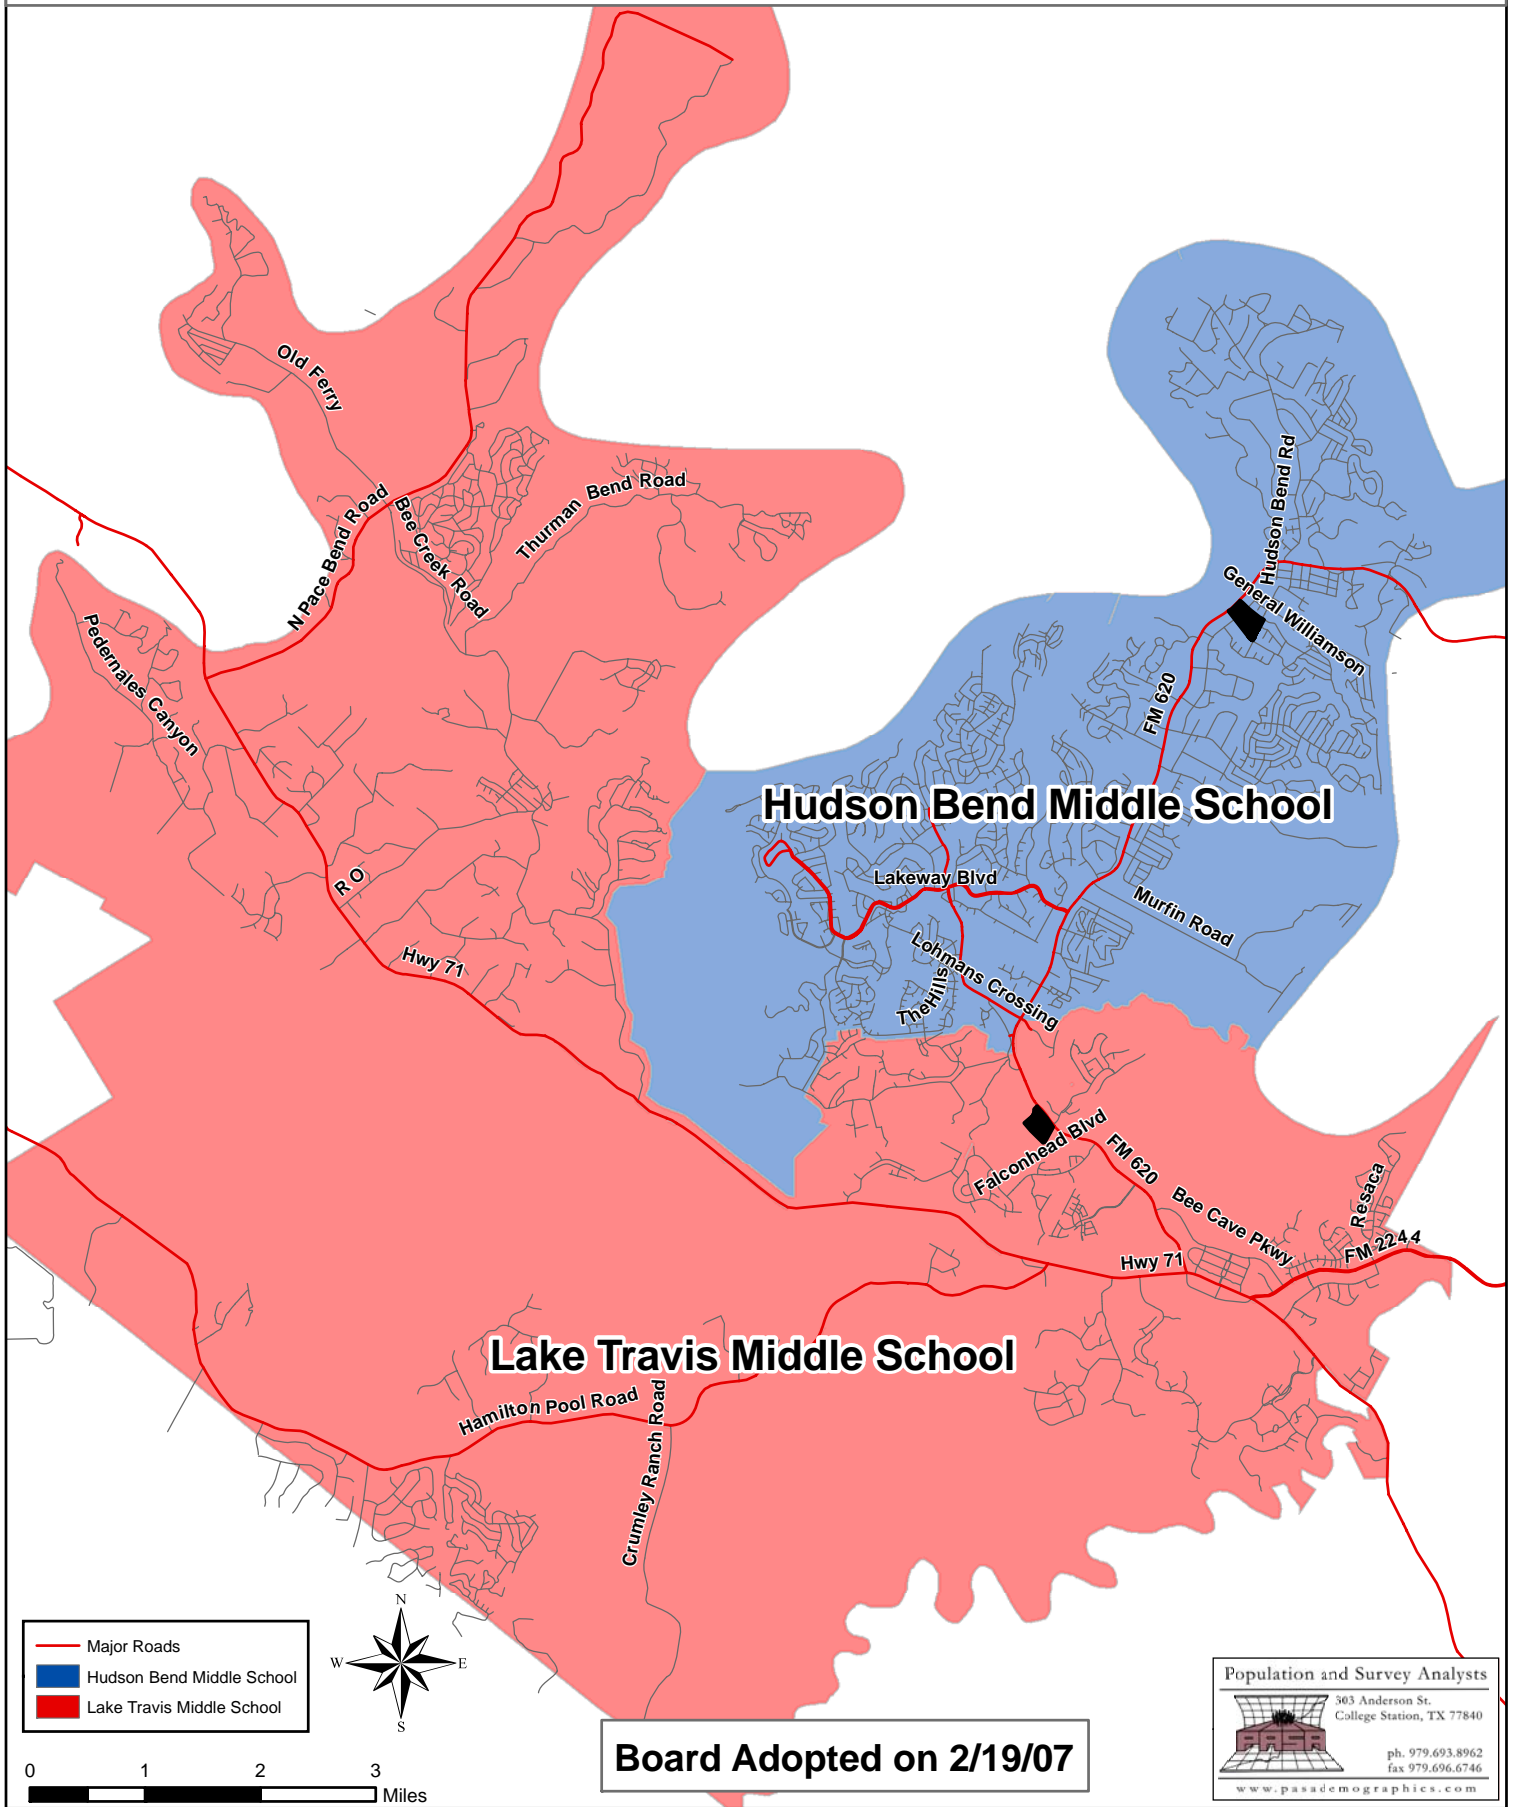 Old Ferry
N Pace Bend Road
Bee Creek Road
Thurman Bend Road
Hudson Bend Rd
General Williamson
Pedernales Canyon
FM 620
Hudson Bend Middle School
R O
Lakeway Blvd
Murfin Road
Hwy 71
Lohmans Crossing
TheHills
Falconhead Blvd
FM 620
Bee Cave Pkwy
Resaca
FM 2244
Hwy 71
Lake Travis Middle School
Hamilton Pool Road
Crumley Ranch Road
Major Roads
Hudson Bend Middle School
Lake Travis Middle School
N
W E
S
0 1 2 3
Miles
Board Adopted on 2/19/07
Population and Survey Analysts
303 Anderson St.
College Station, TX 77840
PASA
ph. 979.693.8962
fax 979.696.6746
www.pasademographics.com